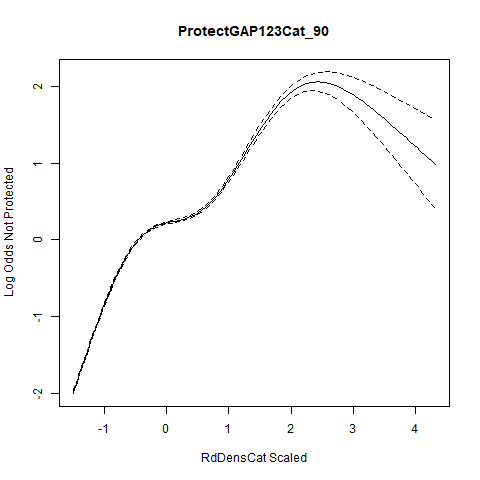 ProtectGAP123Cat_90
Log Odds Not Protected
2
1
0
-1
-2
-1 0 1 2 3 4
RdDensCat Scaled